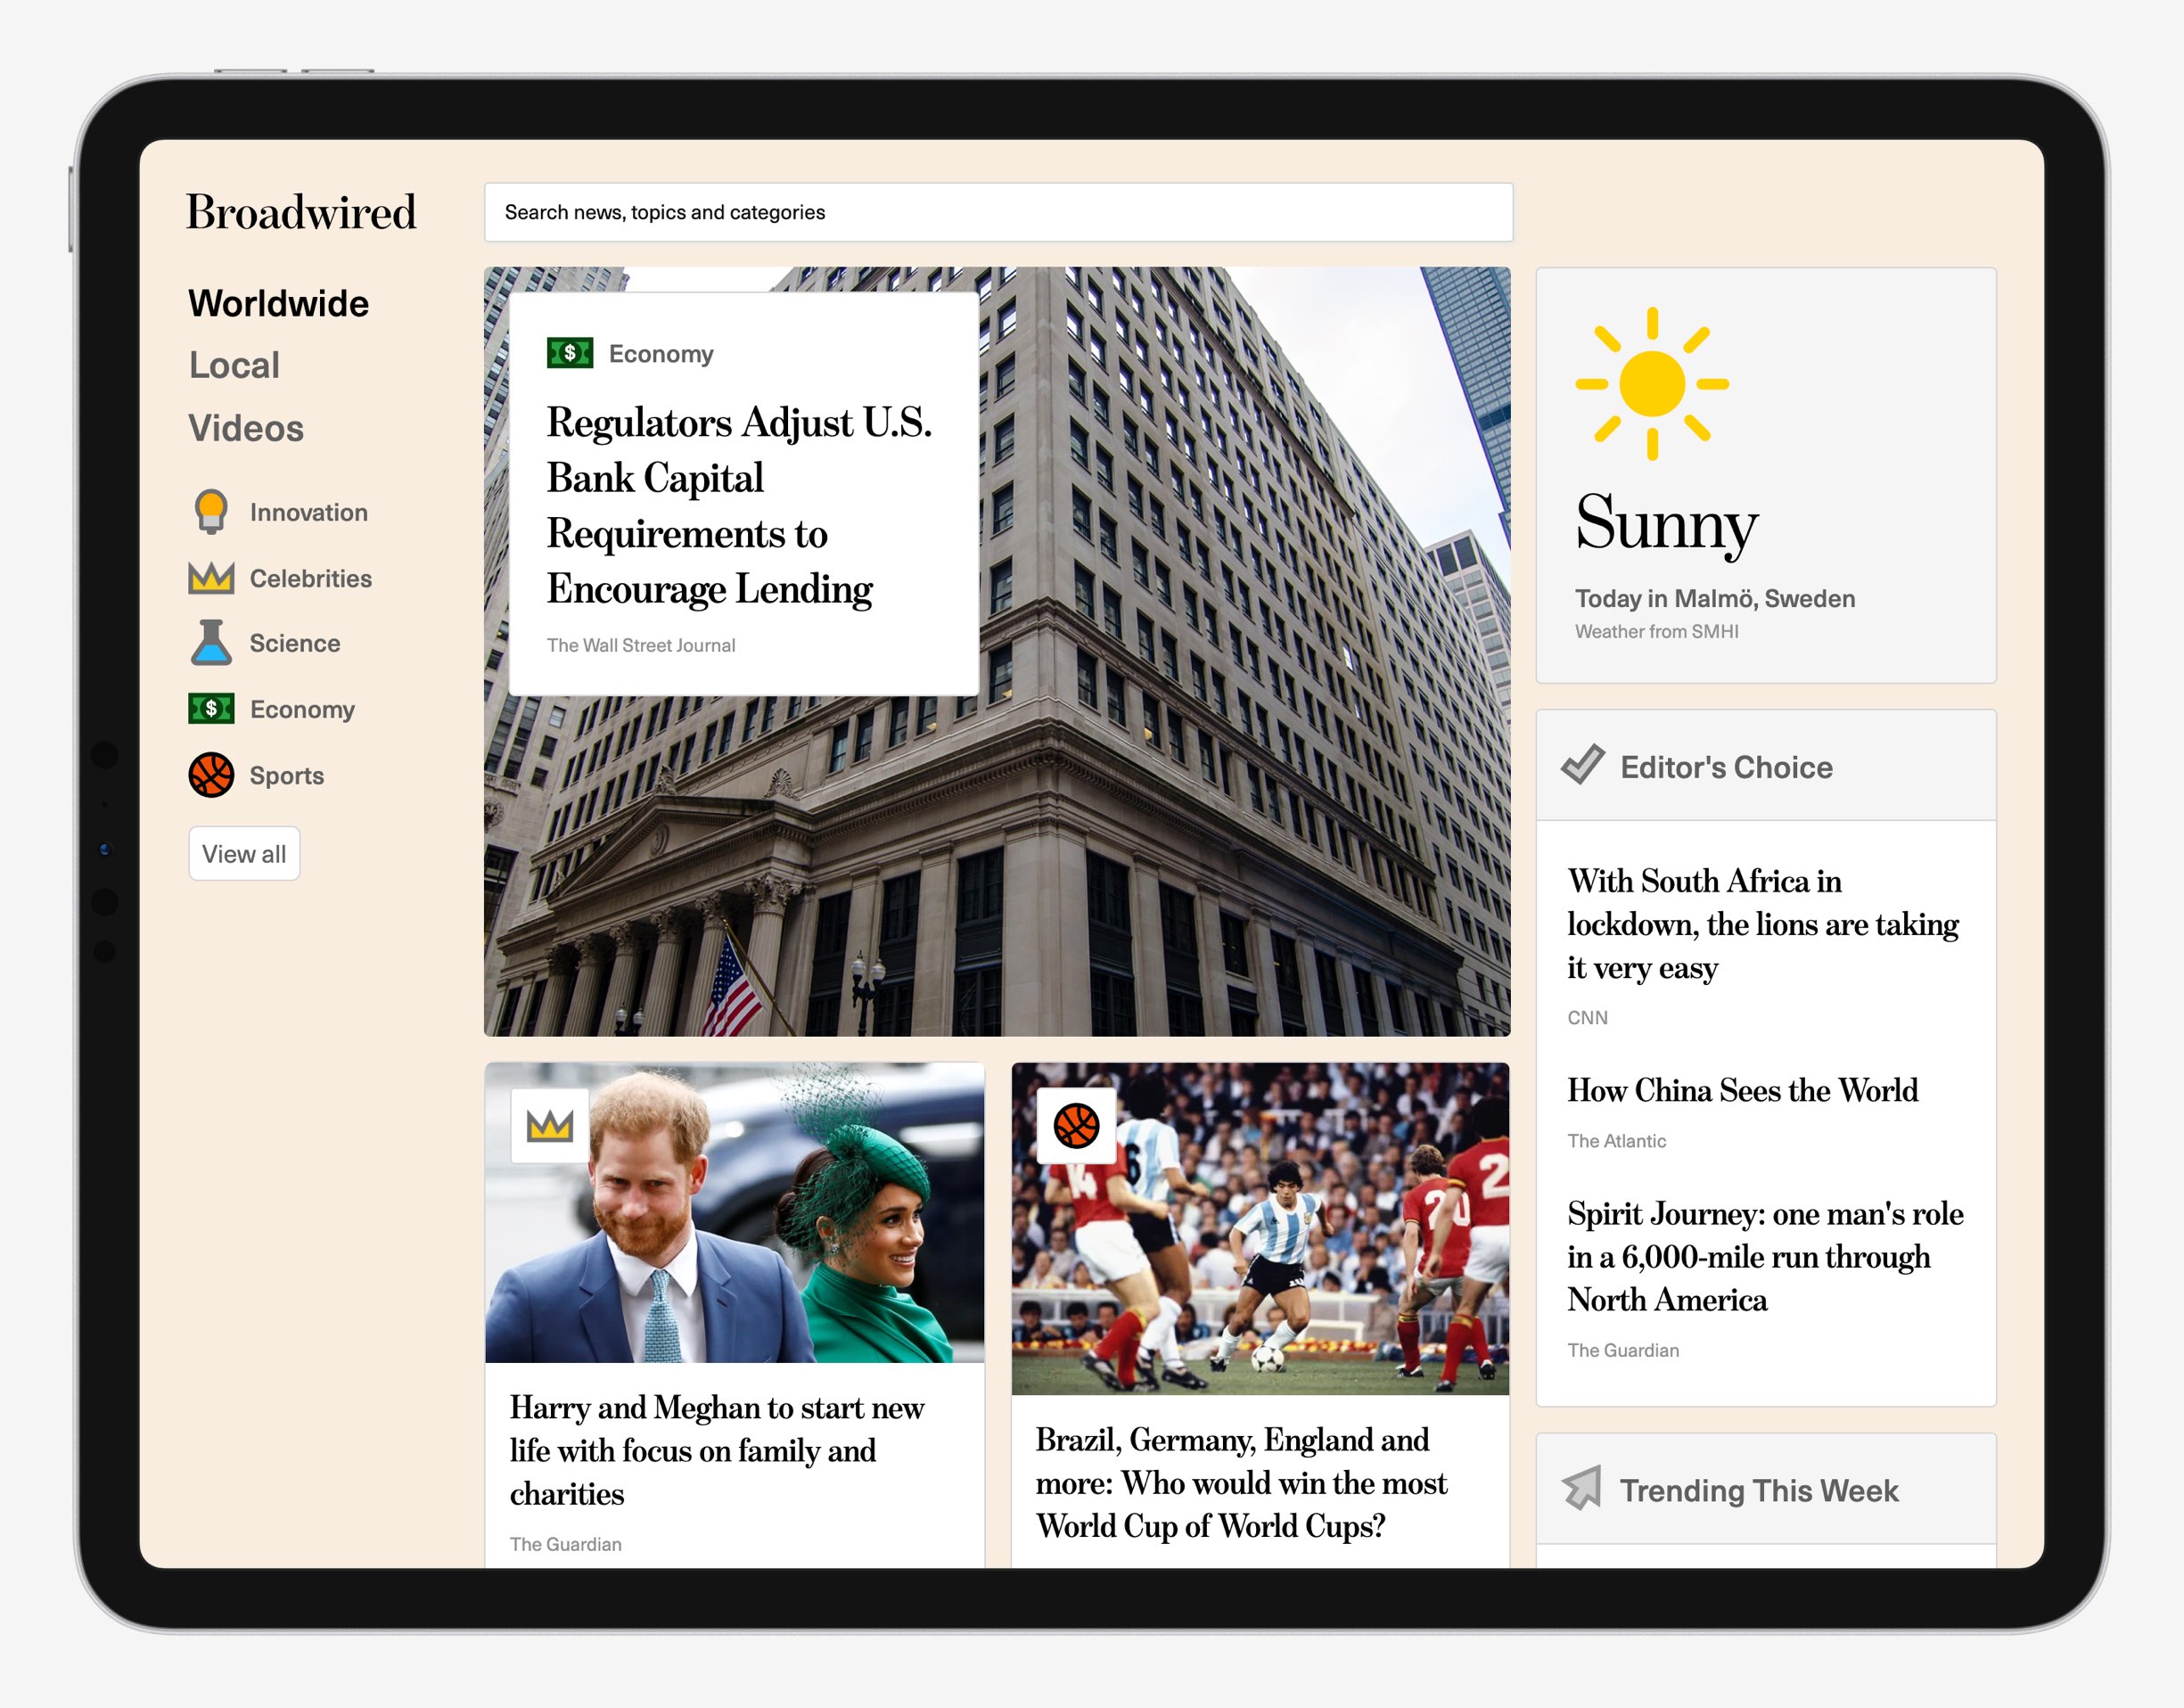 Broadwired
Search news, topics and categories
Worldwide
Local
Videos
Innovation
Celebrities
Science
$
Economy
Sports
View all
$
Economy
Regulators Adjust U.S.
Bank Capital
Requirements to
Encourage Lending
The Wall Street Journal
Sunny
Today in Malmö, Sweden
Weather from SMHI
Editor's Choice
With South Africa in
lockdown, the lions are taking
it very easy
CNN
How China Sees the World
The Atlantic
Spirit Journey: one man's role
in a 6,000-mile run through
North America
The Guardian
Trending This Week
Harry and Meghan to start new
life with focus on family and
charities
The Guardian
14
6
20
2
Brazil, Germany, England and
more: Who would win the most
World Cup of World Cups?